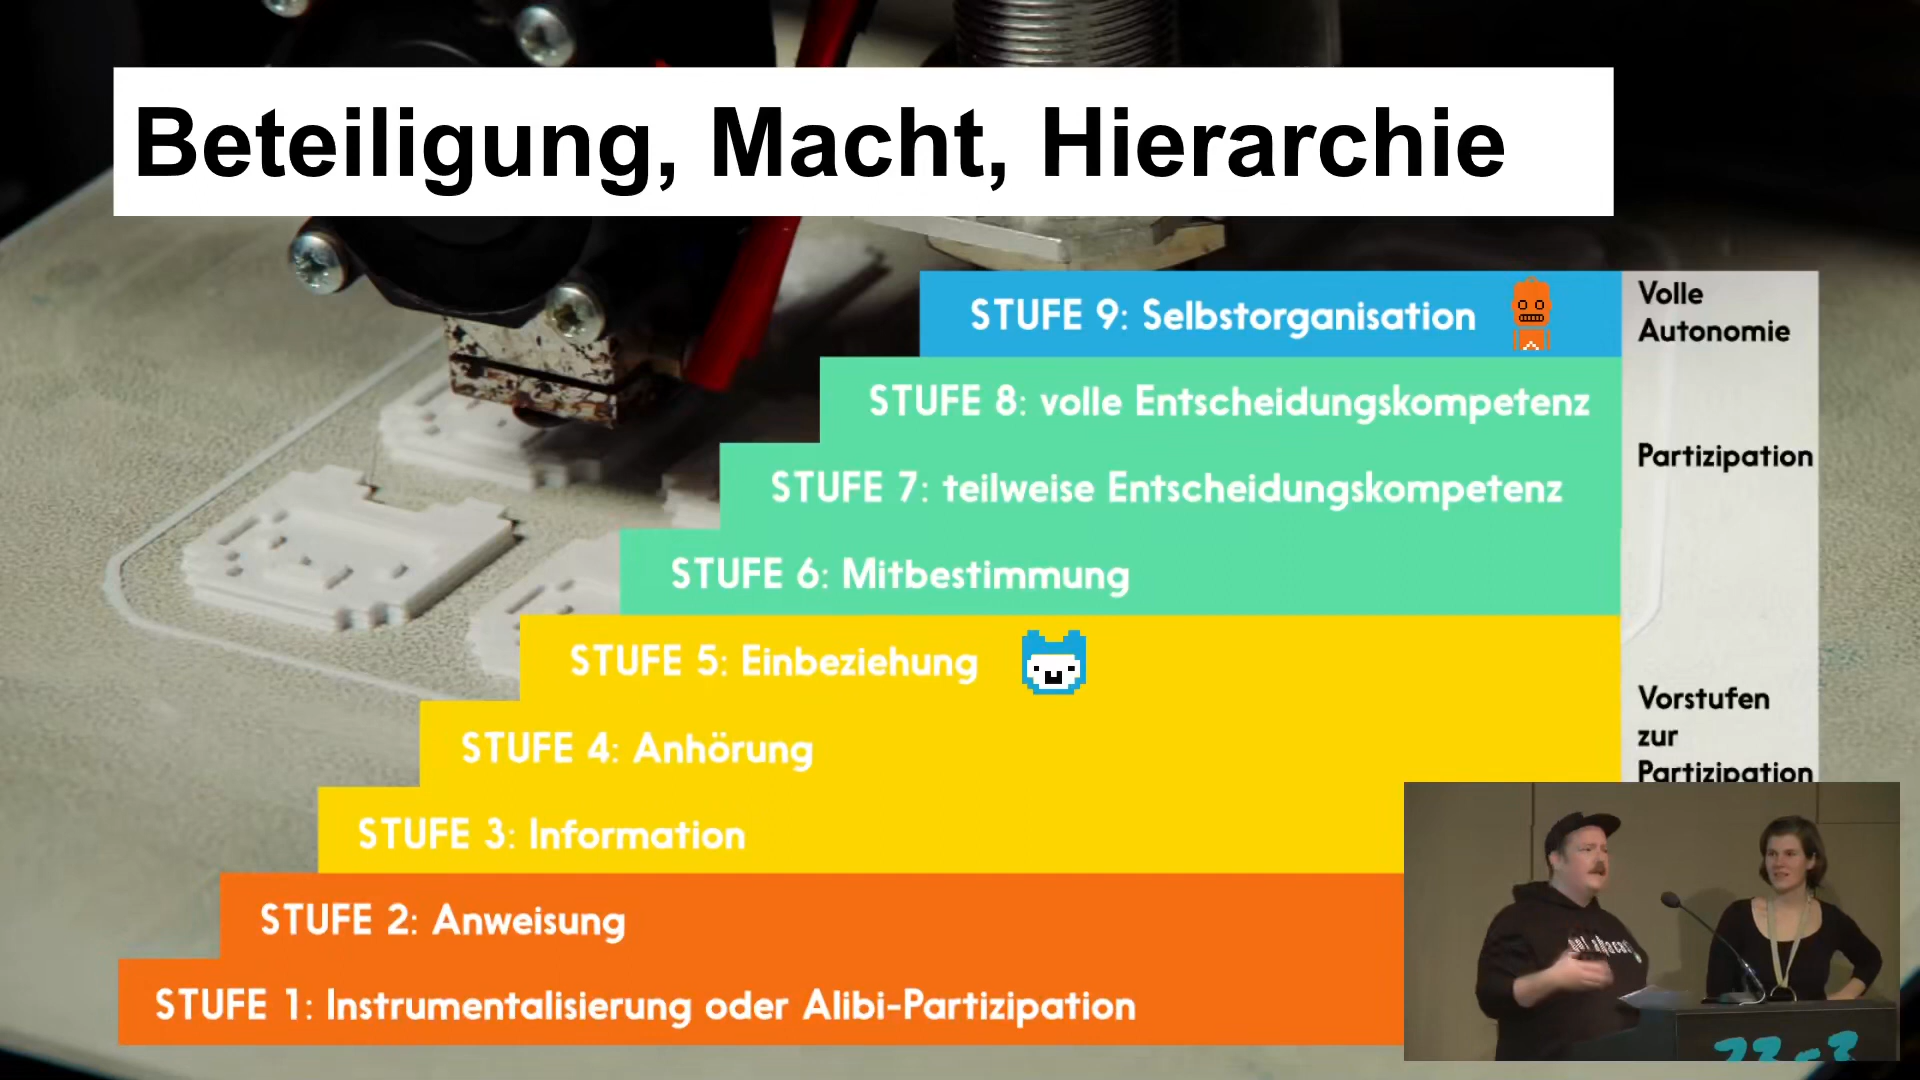 Beteiligung, Macht, Hierarchie
STUFE 9: Selbstorganisation
Volle
Autonomie
STUFE 8: volle Entscheidungskompetenz
Partizipation
STUFE 7: teilweise Entscheidungskompetenz
STUFE 6: Mitbestimmung
STUFE 5: Einbeziehung
Vorstufen
zur
Partizipation
STUFE 4: Anhörung
STUFE 3: Information
STUFE 2: Anweisung
STUFE 1: Instrumentalisierung oder Alibi-Partizipation